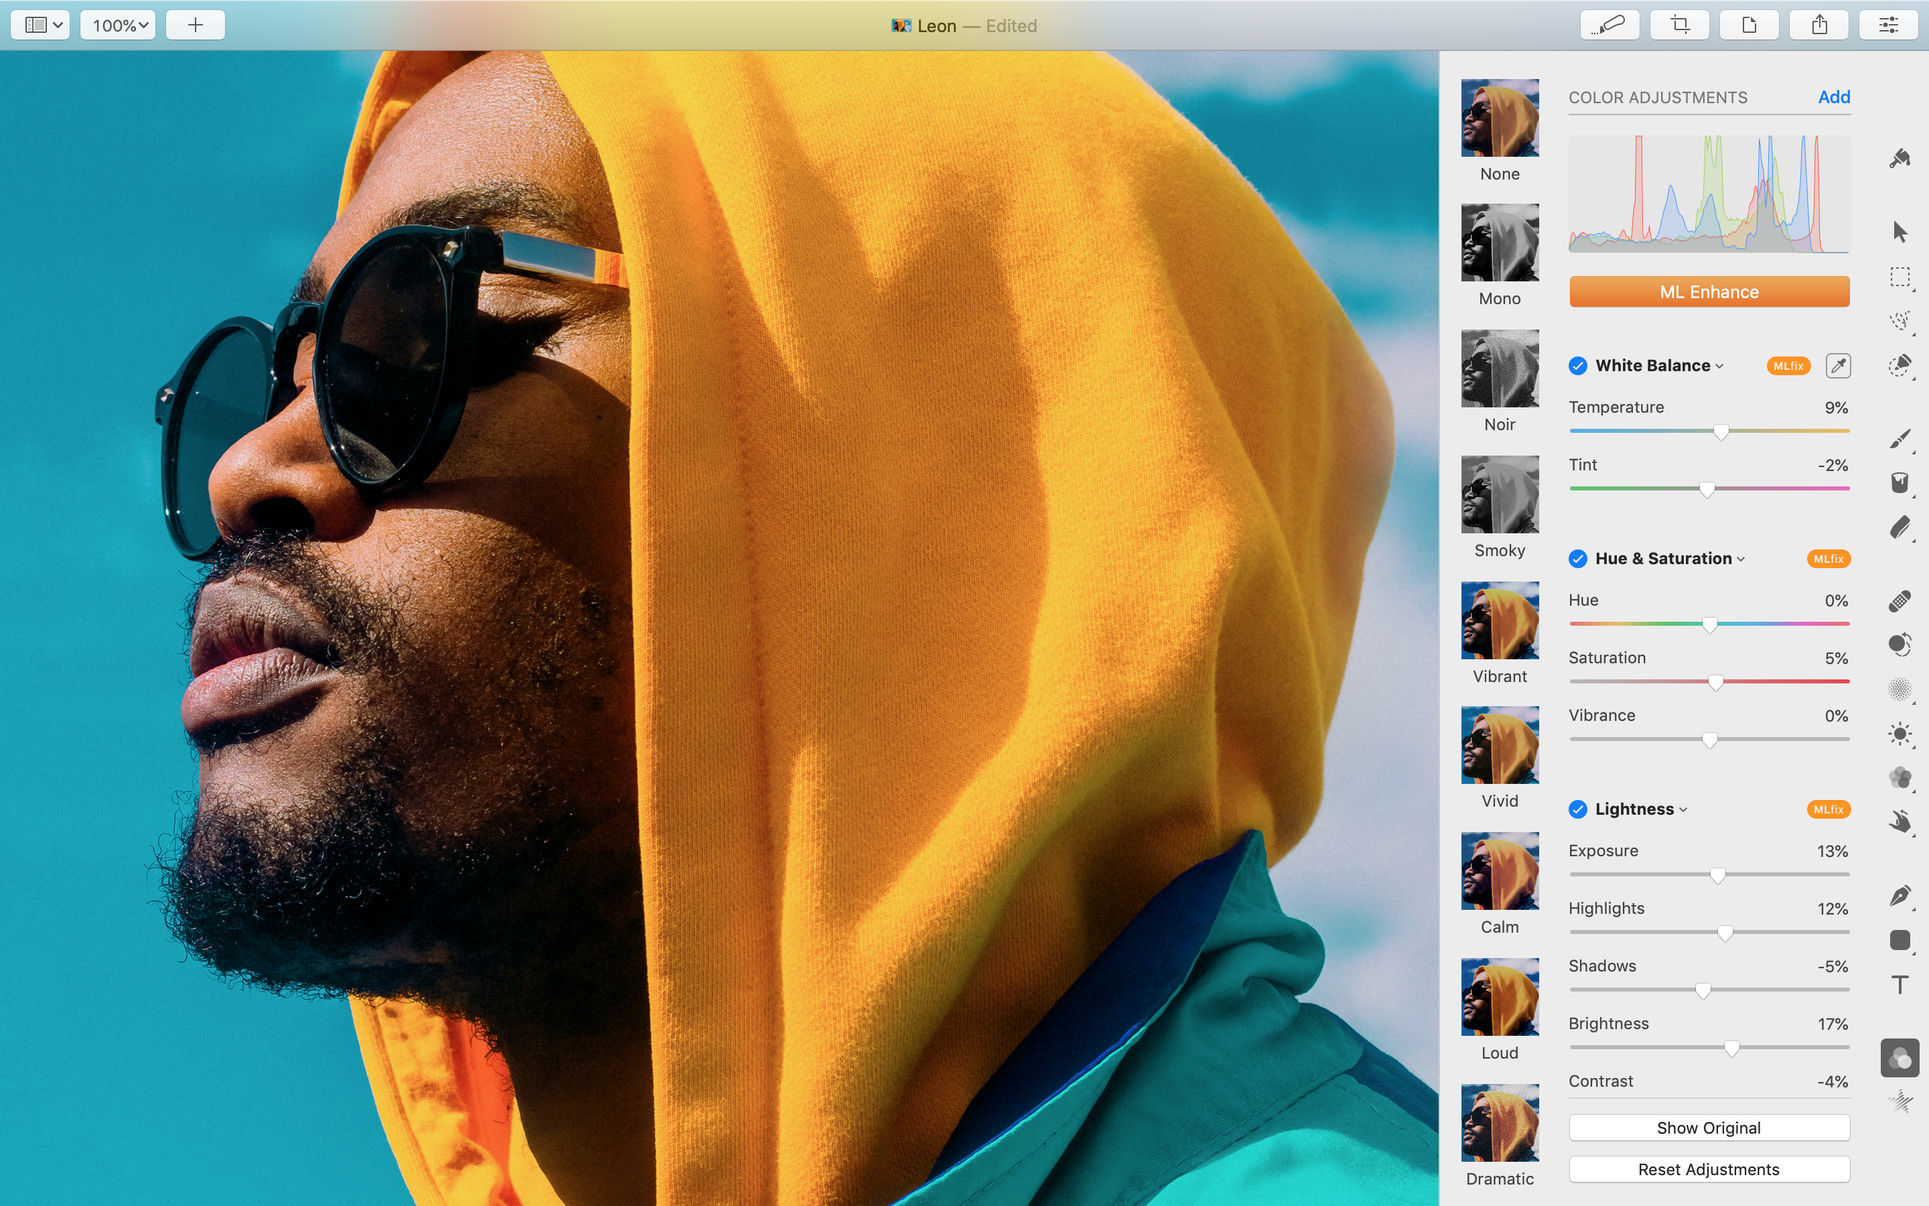 100%
Leon — Edited
None
Mono
Noir
Smoky
Vibrant
Vivid
Calm
Loud
Dramatic
COLOR ADJUSTMENTS Add
ML Enhance
White Balance MLfix
Temperature 9%
Tint -2%
Hue & Saturation MLfix
Hue 0%
Saturation 5%
Vibrance 0%
Lightness MLfix
Exposure 13%
Highlights 12%
Shadows -5%
Brightness 17%
Contrast -4%
Show Original
Reset Adjustments